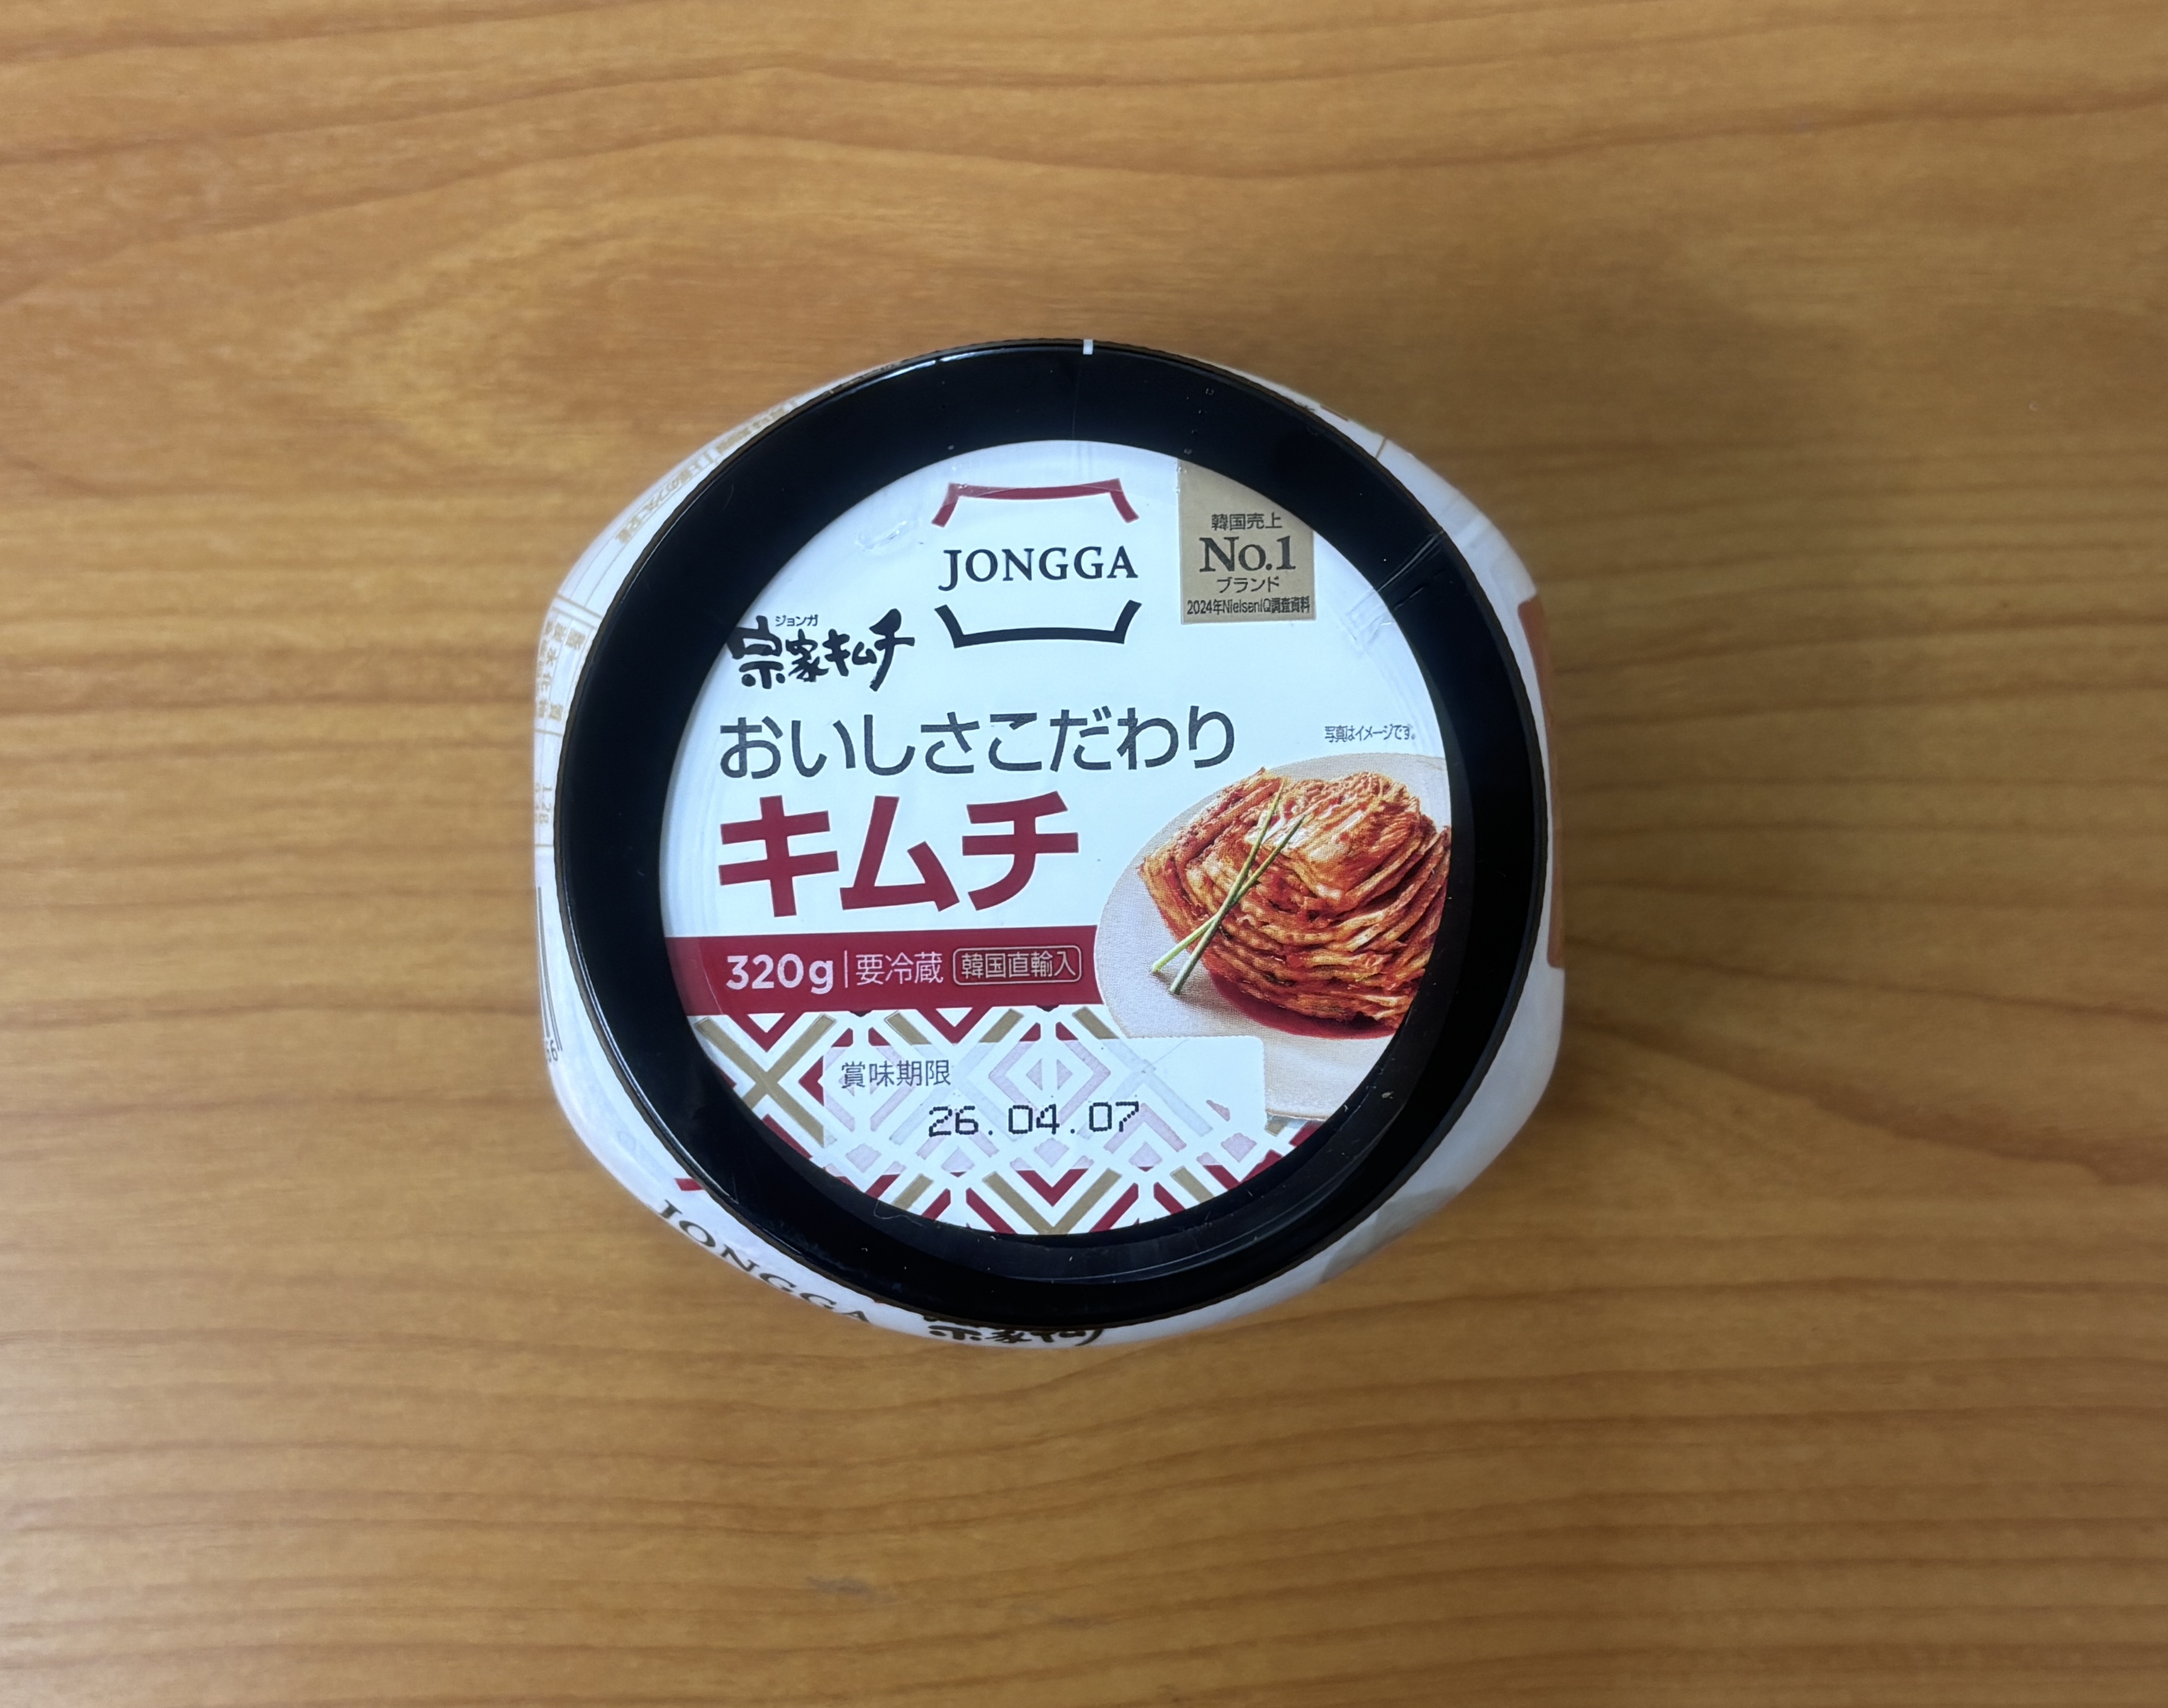 JONGGA
韓国売上
No.1
ブランド
2024年NielsenIQ調査資料
ジョンガ
宗家キムチ
おいしさこだわり
写真はイメージです。
キムチ
320g 要冷蔵 韓国直輸入
賞味期限
26.04.07
JONGGA